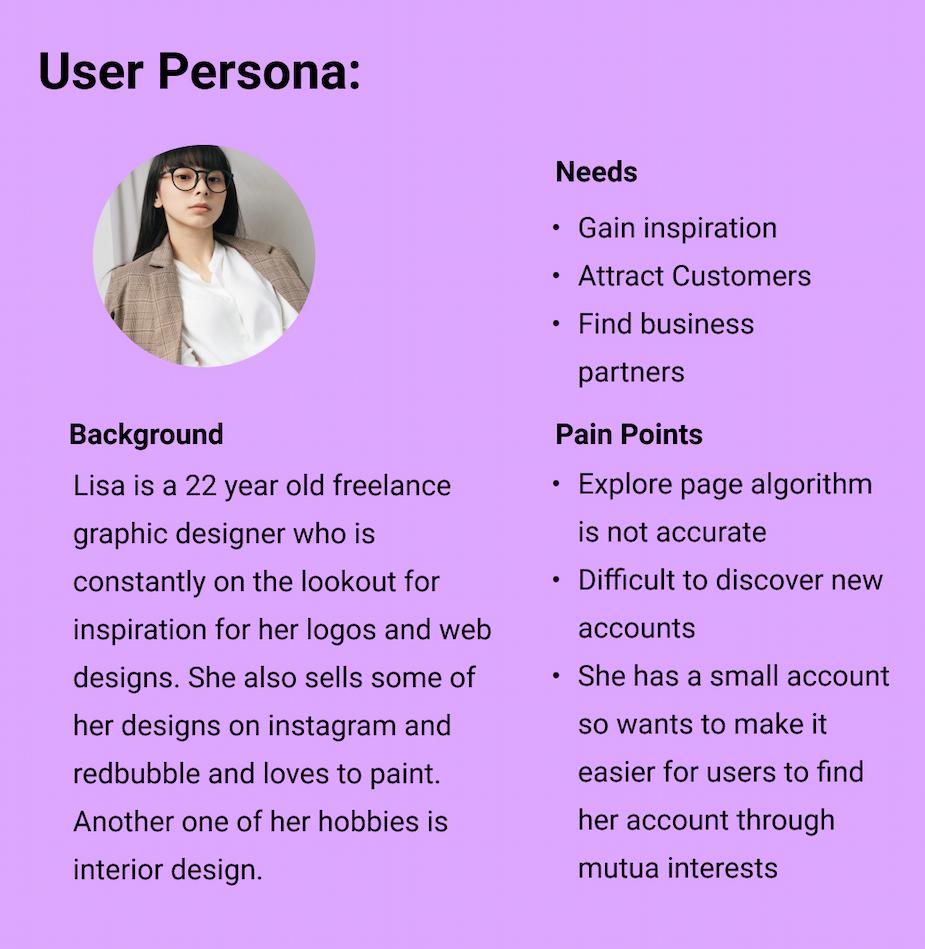 User Persona:
Needs
• Gain inspiration
• Attract Customers
• Find business
partners
Background
Lisa is a 22 year old freelance
graphic designer who is
constantly on the lookout for
inspiration for her logos and web
designs. She also sells some of
her designs on instagram and
redbubble and loves to paint.
Another one of her hobbies is
interior design.
Pain Points
• Explore page algorithm
is not accurate
• Difficult to discover new
accounts
• She has a small account
so wants to make it
easier for users to find
her account through
mutua interests